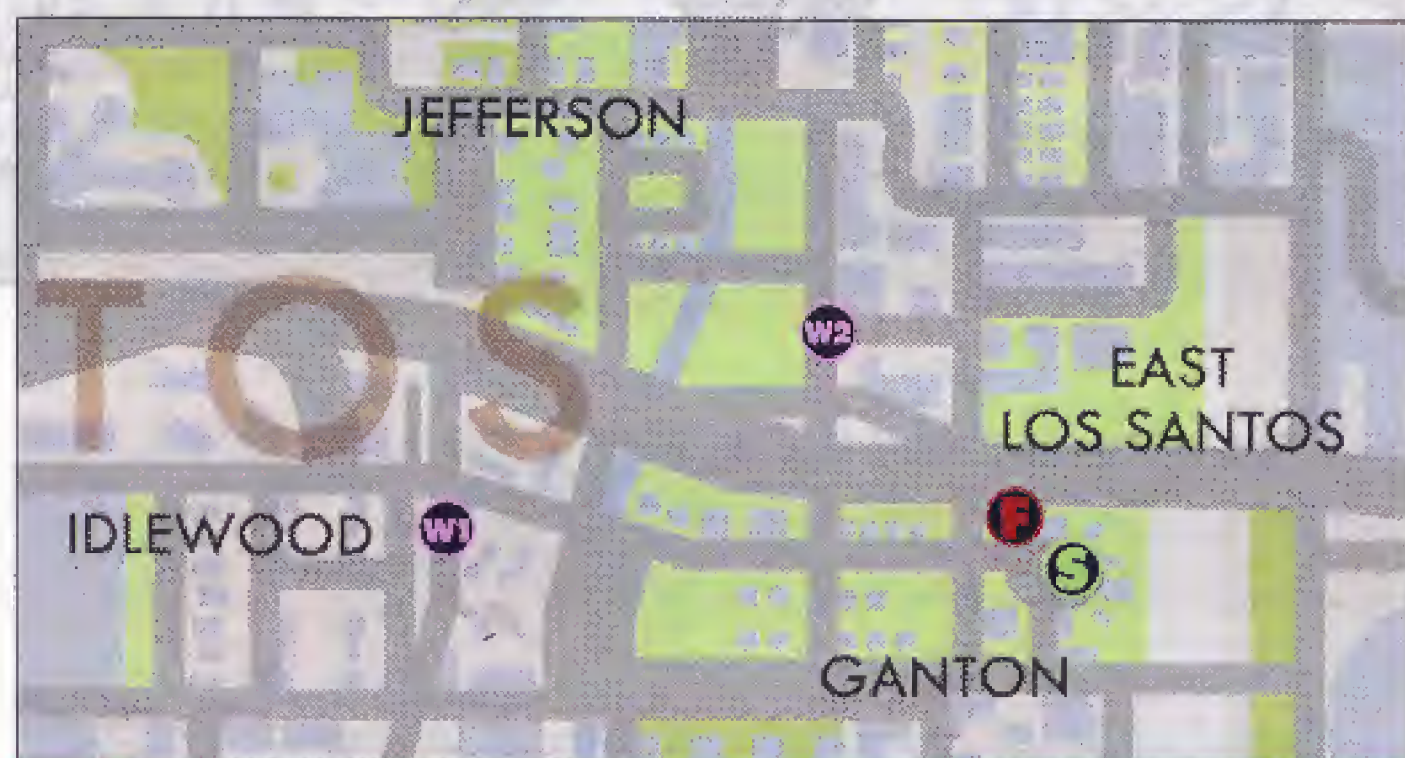 JEFFERSON
TOS
W2
EAST
LOS SANTOS
IDLEWOOD
W1
F
S
GANTON